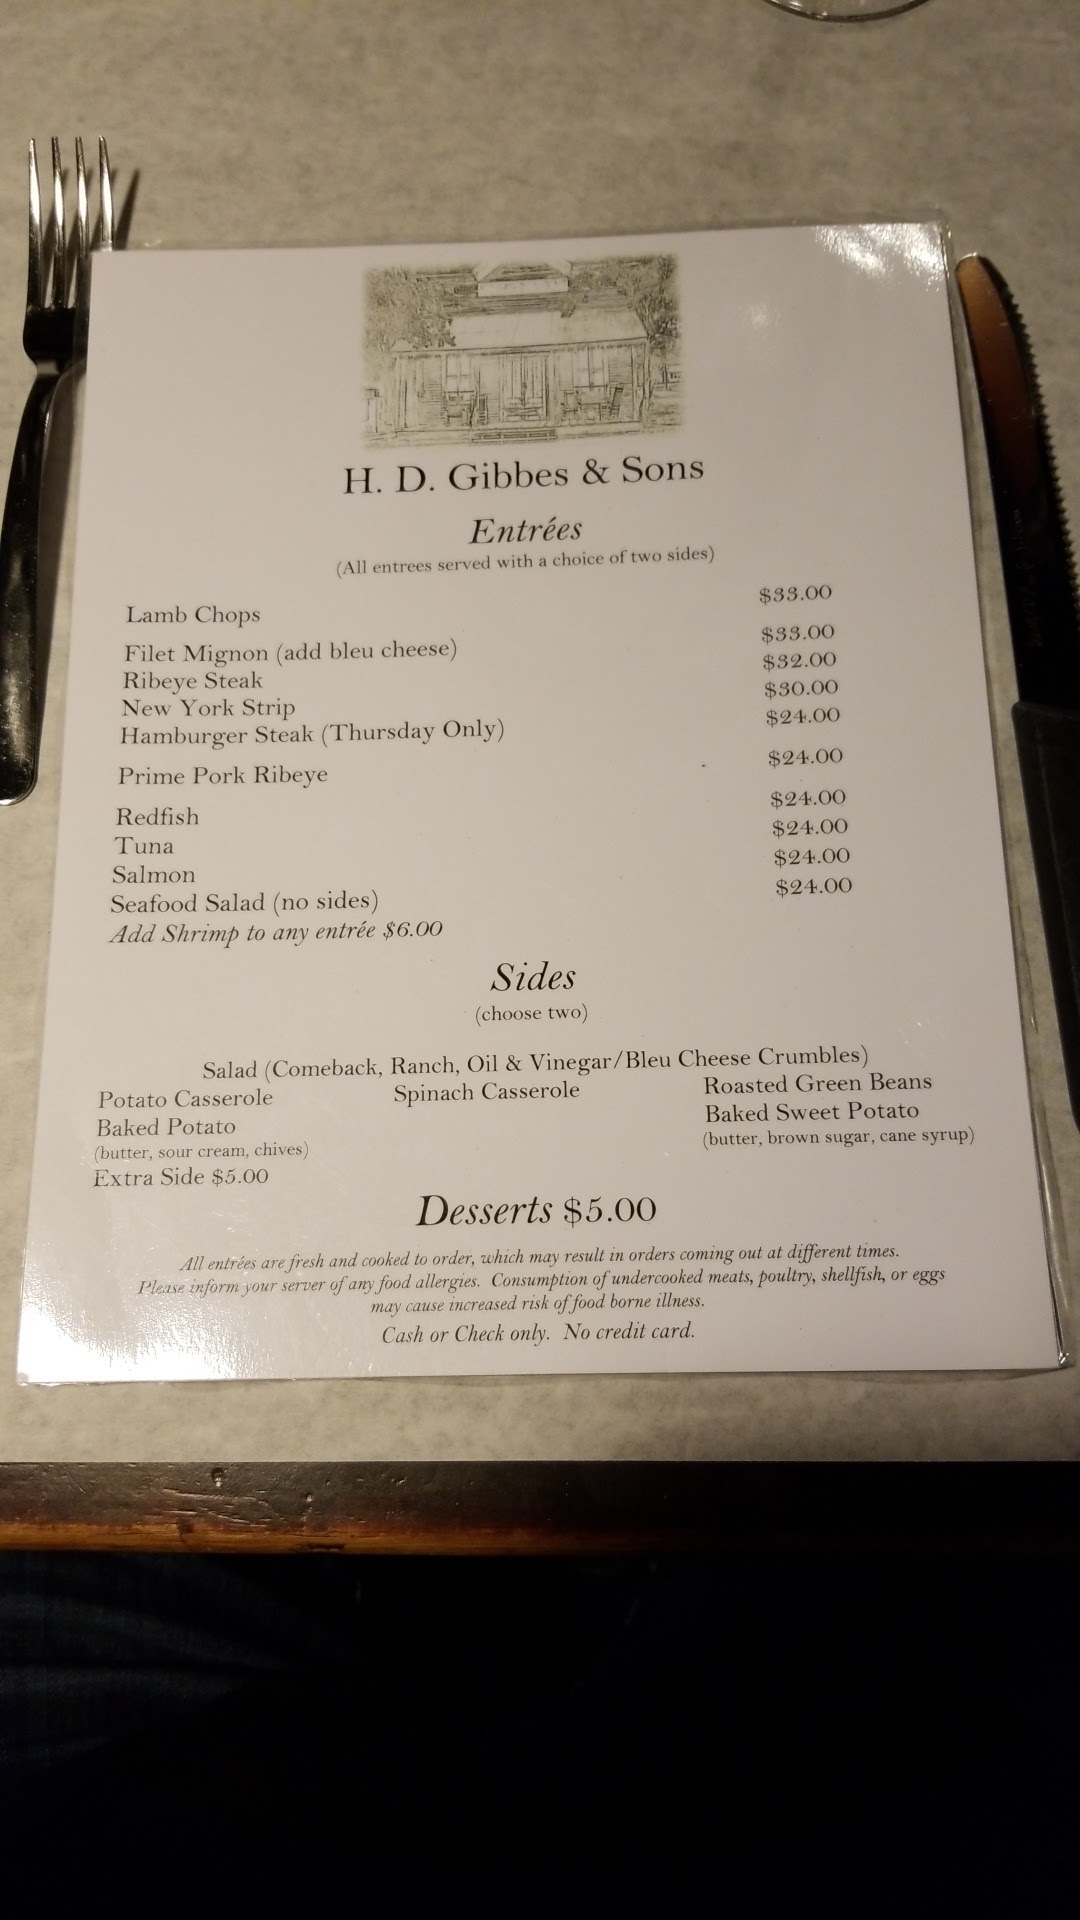 H. D. Gibbes & Sons
Entrées
(All entrees served with a choice of two sides)
Lamb Chops $33.00
Filet Mignon (add bleu cheese) $33.00
Ribeye Steak $32.00
New York Strip $30.00
Hamburger Steak (Thursday Only) $24.00
Prime Pork Ribeye $24.00
Redfish $24.00
Tuna $24.00
Salmon $24.00
Seafood Salad (no sides) $24.00
Add Shrimp to any entrée $6.00
Sides
(choose two)
Salad (Comeback, Ranch, Oil & Vinegar/Bleu Cheese Crumbles)
Potato Casserole Spinach Casserole Roasted Green Beans
Baked Potato Baked Sweet Potato
(butter, sour cream, chives) (butter, brown sugar, cane syrup)
Extra Side $5.00
Desserts $5.00
All entrées are fresh and cooked to order, which may result in orders coming out at different times.
Please inform your server of any food allergies. Consumption of undercooked meats, poultry, shellfish, or eggs
may cause increased risk of food borne illness.
Cash or Check only. No credit card.